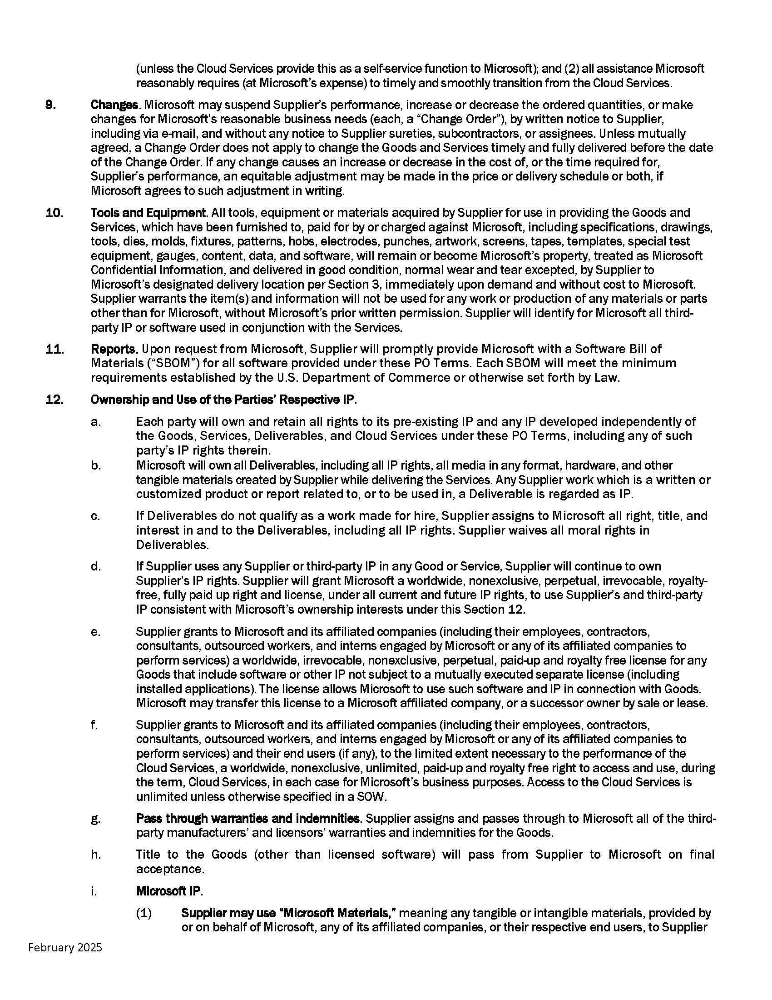 (unless the Cloud Services provide this as a self-service function to Microsoft); and (2) all assistance Microsoft
reasonably requires (at Microsoft’s expense) to timely and smoothly transition from the Cloud Services.
9. Changes. Microsoft may suspend Supplier’s performance, increase or decrease the ordered quantities, or make
changes for Microsoft’s reasonable business needs (each, a “Change Order”), by written notice to Supplier,
including via e-mail, and without any notice to Supplier sureties, subcontractors, or assignees. Unless mutually
agreed, a Change Order does not apply to change the Goods and Services timely and fully delivered before the date
of the Change Order. If any change causes an increase or decrease in the cost of, or the time required for,
Supplier’s performance, an equitable adjustment may be made in the price or delivery schedule or both, if
Microsoft agrees to such adjustment in writing.
10. Tools and Equipment. All tools, equipment or materials acquired by Supplier for use in providing the Goods and
Services, which have been furnished to, paid for by or charged against Microsoft, including specifications, drawings,
tools, dies, molds, fixtures, patterns, hobs, electrodes, punches, artwork, screens, tapes, templates, special test
equipment, gauges, content, data, and software, will remain or become Microsoft’s property, treated as Microsoft
Confidential Information, and delivered in good condition, normal wear and tear excepted, by Supplier to
Microsoft’s designated delivery location per Section 3, immediately upon demand and without cost to Microsoft.
Supplier warrants the item(s) and information will not be used for any work or production of any materials or parts
other than for Microsoft, without Microsoft’s prior written permission. Supplier will identify for Microsoft all third-
party IP or software used in conjunction with the Services.
11. Reports. Upon request from Microsoft, Supplier will promptly provide Microsoft with a Software Bill of
Materials (“SBOM”) for all software provided under these PO Terms. Each SBOM will meet the minimum
requirements established by the U.S. Department of Commerce or otherwise set forth by Law.
12. Ownership and Use of the Parties’ Respective IP.
a. Each party will own and retain all rights to its pre-existing IP and any IP developed independently of
the Goods, Services, Deliverables, and Cloud Services under these PO Terms, including any of such
party’s IP rights therein.
b. Microsoft will own all Deliverables, including all IP rights, all media in any format, hardware, and other
tangible materials created by Supplier while delivering the Services. Any Supplier work which is a written or
customized product or report related to, or to be used in, a Deliverable is regarded as IP.
c. If Deliverables do not qualify as a work made for hire, Supplier assigns to Microsoft all right, title, and
interest in and to the Deliverables, including all IP rights. Supplier waives all moral rights in
Deliverables.
d. If Supplier uses any Supplier or third-party IP in any Good or Service, Supplier will continue to own
Supplier’s IP rights. Supplier will grant Microsoft a worldwide, nonexclusive, perpetual, irrevocable, royalty-
free, fully paid up right and license, under all current and future IP rights, to use Supplier’s and third-party
IP consistent with Microsoft’s ownership interests under this Section 12.
e. Supplier grants to Microsoft and its affiliated companies (including their employees, contractors,
consultants, outsourced workers, and interns engaged by Microsoft or any of its affiliated companies to
perform services) a worldwide, irrevocable, nonexclusive, perpetual, paid-up and royalty free license for any
Goods that include software or other IP not subject to a mutually executed separate license (including
installed applications). The license allows Microsoft to use such software and IP in connection with Goods.
Microsoft may transfer this license to a Microsoft affiliated company, or a successor owner by sale or lease.
f. Supplier grants to Microsoft and its affiliated companies (including their employees, contractors,
consultants, outsourced workers, and interns engaged by Microsoft or any of its affiliated companies to
perform services) and their end users (if any), to the limited extent necessary to the performance of the
Cloud Services, a worldwide, nonexclusive, unlimited, paid-up and royalty free right to access and use, during
the term, Cloud Services, in each case for Microsoft’s business purposes. Access to the Cloud Services is
unlimited unless otherwise specified in a SOW.
g. Pass through warranties and indemnities. Supplier assigns and passes through to Microsoft all of the third-
party manufacturers’ and licensors’ warranties and indemnities for the Goods.
h. Title to the Goods (other than licensed software) will pass from Supplier to Microsoft on final
acceptance.
i. Microsoft IP.
(1) Supplier may use “Microsoft Materials,” meaning any tangible or intangible materials, provided by
or on behalf of Microsoft, any of its affiliated companies, or their respective end users, to Supplier
February 2025